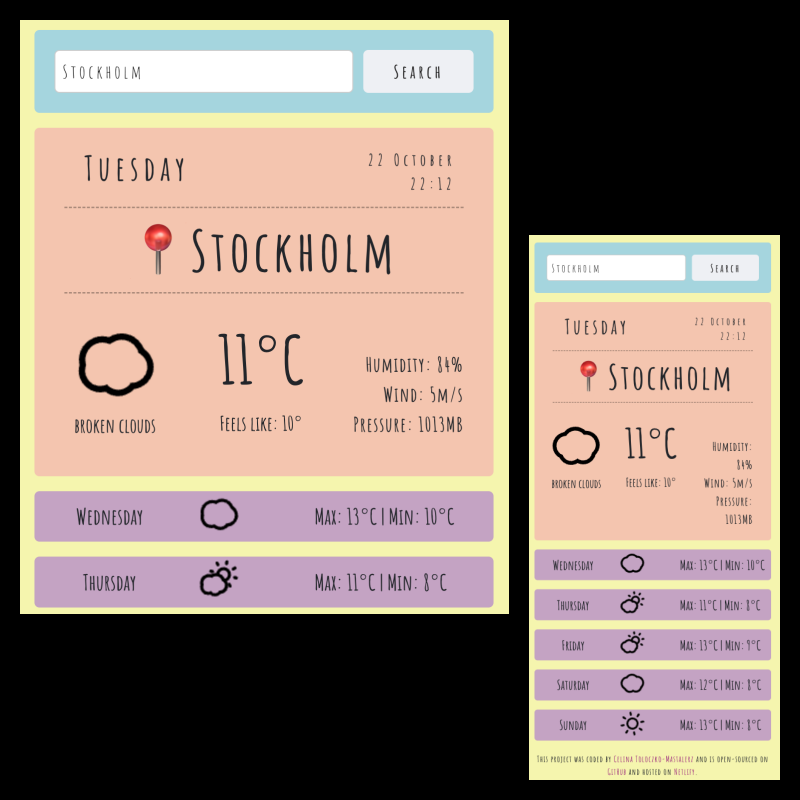 Stockholm
Search
Tuesday
22 October
22:12
Stockholm
11°C
Humidity: 84%
Wind: 5m/s
broken clouds
Feels like: 10°
Pressure: 1013mb
Wednesday
Max: 13°C | Min: 10°C
Thursday
Max: 11°C | Min: 8°C
Stockholm
Search
Tuesday
22 October
22:12
Stockholm
11°C
Humidity:
84%
broken clouds
Feels like: 10°
Wind: 5m/s
Pressure:
1013mb
Wednesday
Max: 13°C | Min: 10°C
Thursday
Max: 11°C | Min: 8°C
Friday
Max: 13°C | Min: 9°C
Saturday
Max: 12°C | Min: 8°C
Sunday
Max: 13°C | Min: 8°C
This project was coded by Celina Toloczko-Mastalerz and is open-sourced on
GitHub and hosted on Netlify.